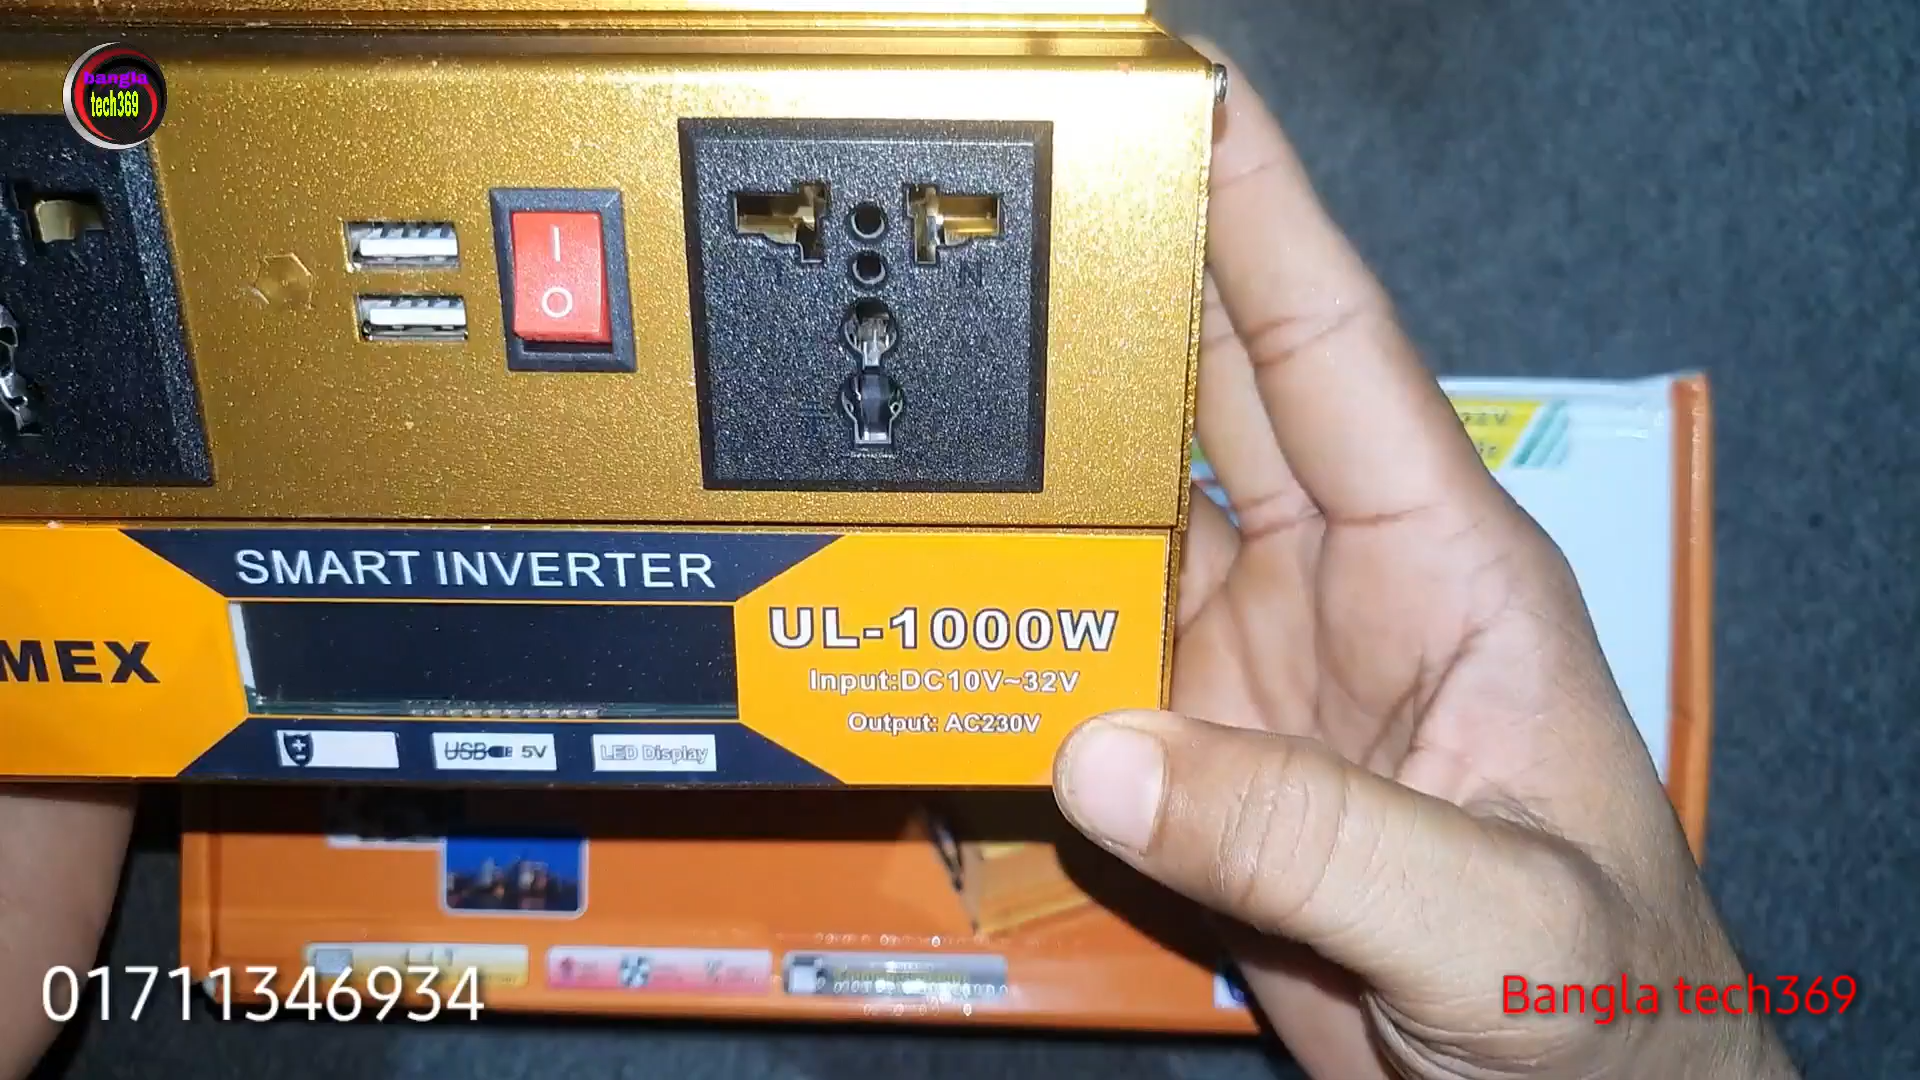 bangla
tech369
SMART INVERTER
MEX
UL-1000W
Input:DC10V~32V
Output: AC230V
USB 5V
LED Display
01711346934
Bangla tech369